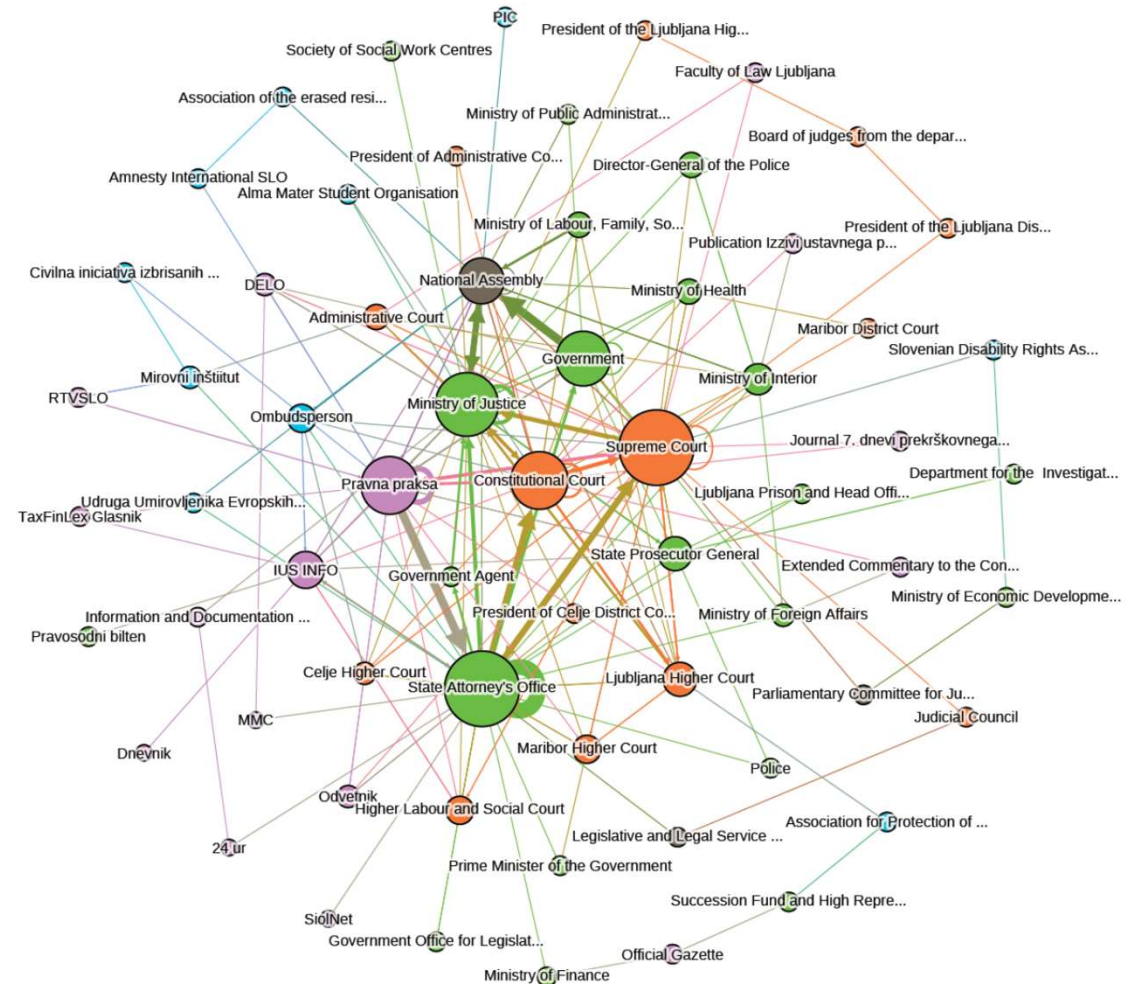 PIC
President of the Ljubljana Hig...
Society of Social Work Centres
Faculty of Law Ljubljana
Association of the erased resi...
Ministry of Public Administrat...
Board of judges from the depar...
President of Administrative Co...
Director-General of the Police
Amnesty International SLO
Alma Mater Student Organisation
Ministry of Labour, Family, So...
President of the Ljubljana Dis...
Publication Izzivi ustavnega p...
Civilna iniciativa izbrisanih ...
DELO
National Assembly
Ministry of Health
Administrative Court
Maribor District Court
Government
Slovenian Disability Rights As...
Mirovni inštiitut
Ministry of Interior
RTVSLO
Ministry of Justice
Ombudsperson
Supreme Court
Journal 7. dnevi prekrškovnega...
Pravna praksa
Constitutional Court
Department for the  Investigat...
Ljubljana Prison and Head Offi...
Udruga Umirovljenika Evropskih...
TaxFinLex Glasnik
State Prosecutor General
IUS INFO
Government Agent
Extended Commentary to the Con...
Ministry of Economic Developme...
Information and Documentation ...
President of Celje District Co...
Ministry of Foreign Affairs
Pravosodni bilten
Celje Higher Court
State Attorney's Office
Ljubljana Higher Court
Parliamentary Committee for Ju...
MMC
Judicial Council
Dnevnik
Maribor Higher Court
Police
Odvetnik
Higher Labour and Social Court
Association for Protection of ...
Legislative and Legal Service ...
24 ur
Prime Minister of the Government
Succession Fund and High Repre...
SiolNet
Government Office for Legislat...
Official Gazette
Ministry of Finance